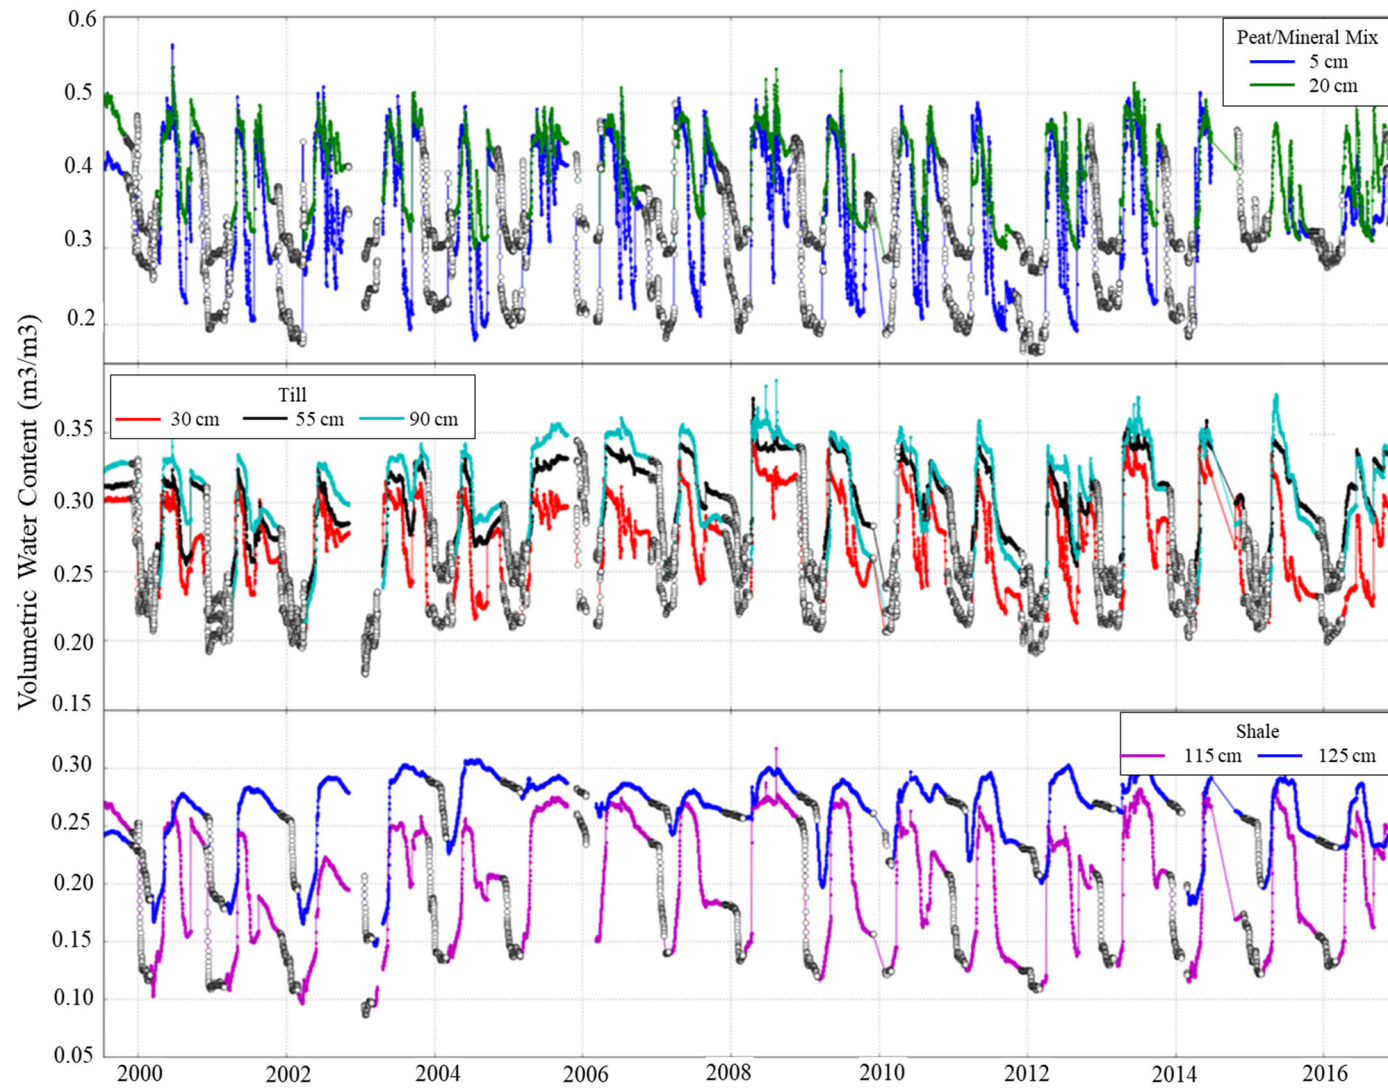 0.6
Peat/Mineral Mix
5 cm
20 cm
0.5
0.4
0.3
0.2
Till
30 cm 55 cm 90 cm
0.35
0.30
0.25
0.20
0.15
Volumetric Water Content (m3/m3)
Shale
115 cm 125 cm
0.30
0.25
0.20
0.15
0.10
0.05
2000 2002 2004 2006 2008 2010 2012 2014 2016